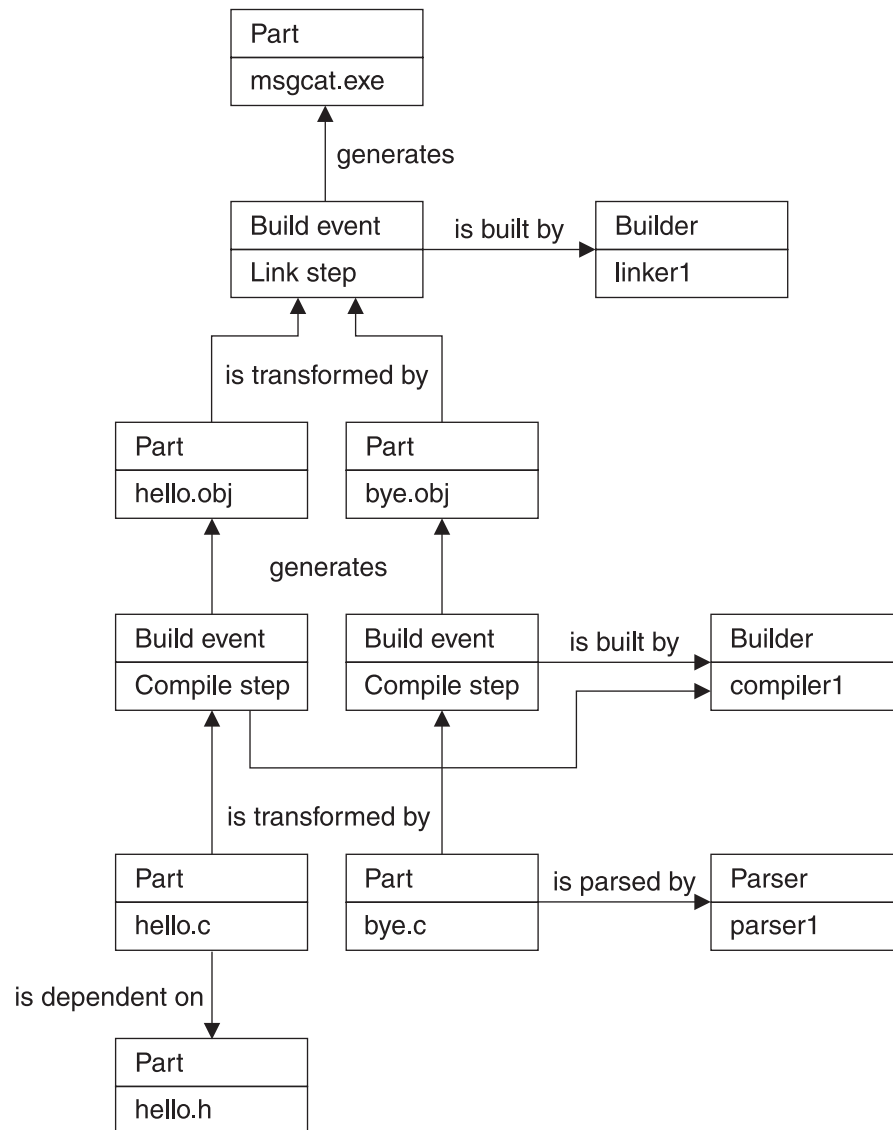 Part
msgcat.exe
generates
Build event
Link step
is built by
Builder
linker1
is transformed by
Part
hello.obj
Part
bye.obj
generates
Build event
Compile step
Build event
Compile step
is built by
Builder
compiler1
is transformed by
Part
hello.c
Part
bye.c
is parsed by
Parser
parser1
is dependent on
Part
hello.h